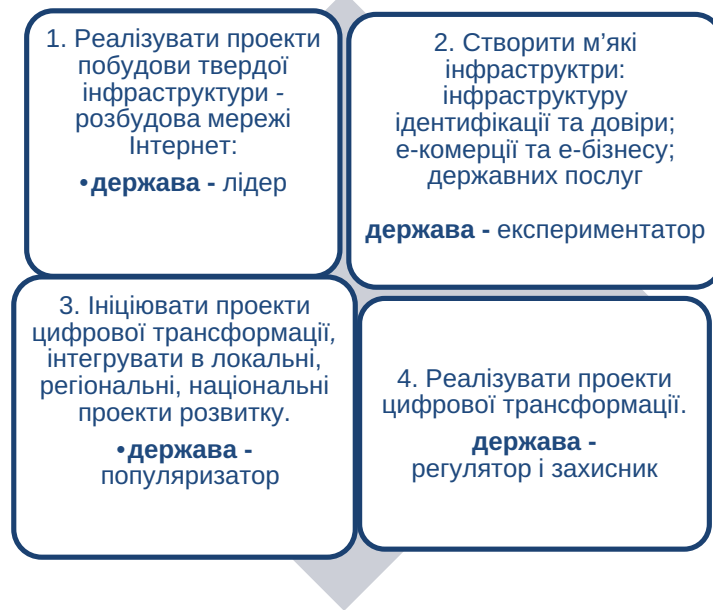 1. Реалізувати проекти
побудови твердої
інфраструктури -
розбудова мережі
Інтернет:
•держава - лідер
2. Створити м’які
інфраструктри:
інфраструктуру
ідентифікації та довіри;
е-комерції та е-бізнесу;
державних послуг
держава - експериментатор
3. Ініціювати проекти
цифрової трансформації,
інтегрувати в локальні,
регіональні, національні
проекти розвитку.
•держава -
популяризатор
4. Реалізувати проекти
цифрової трансформації.
держава -
регулятор і захисник